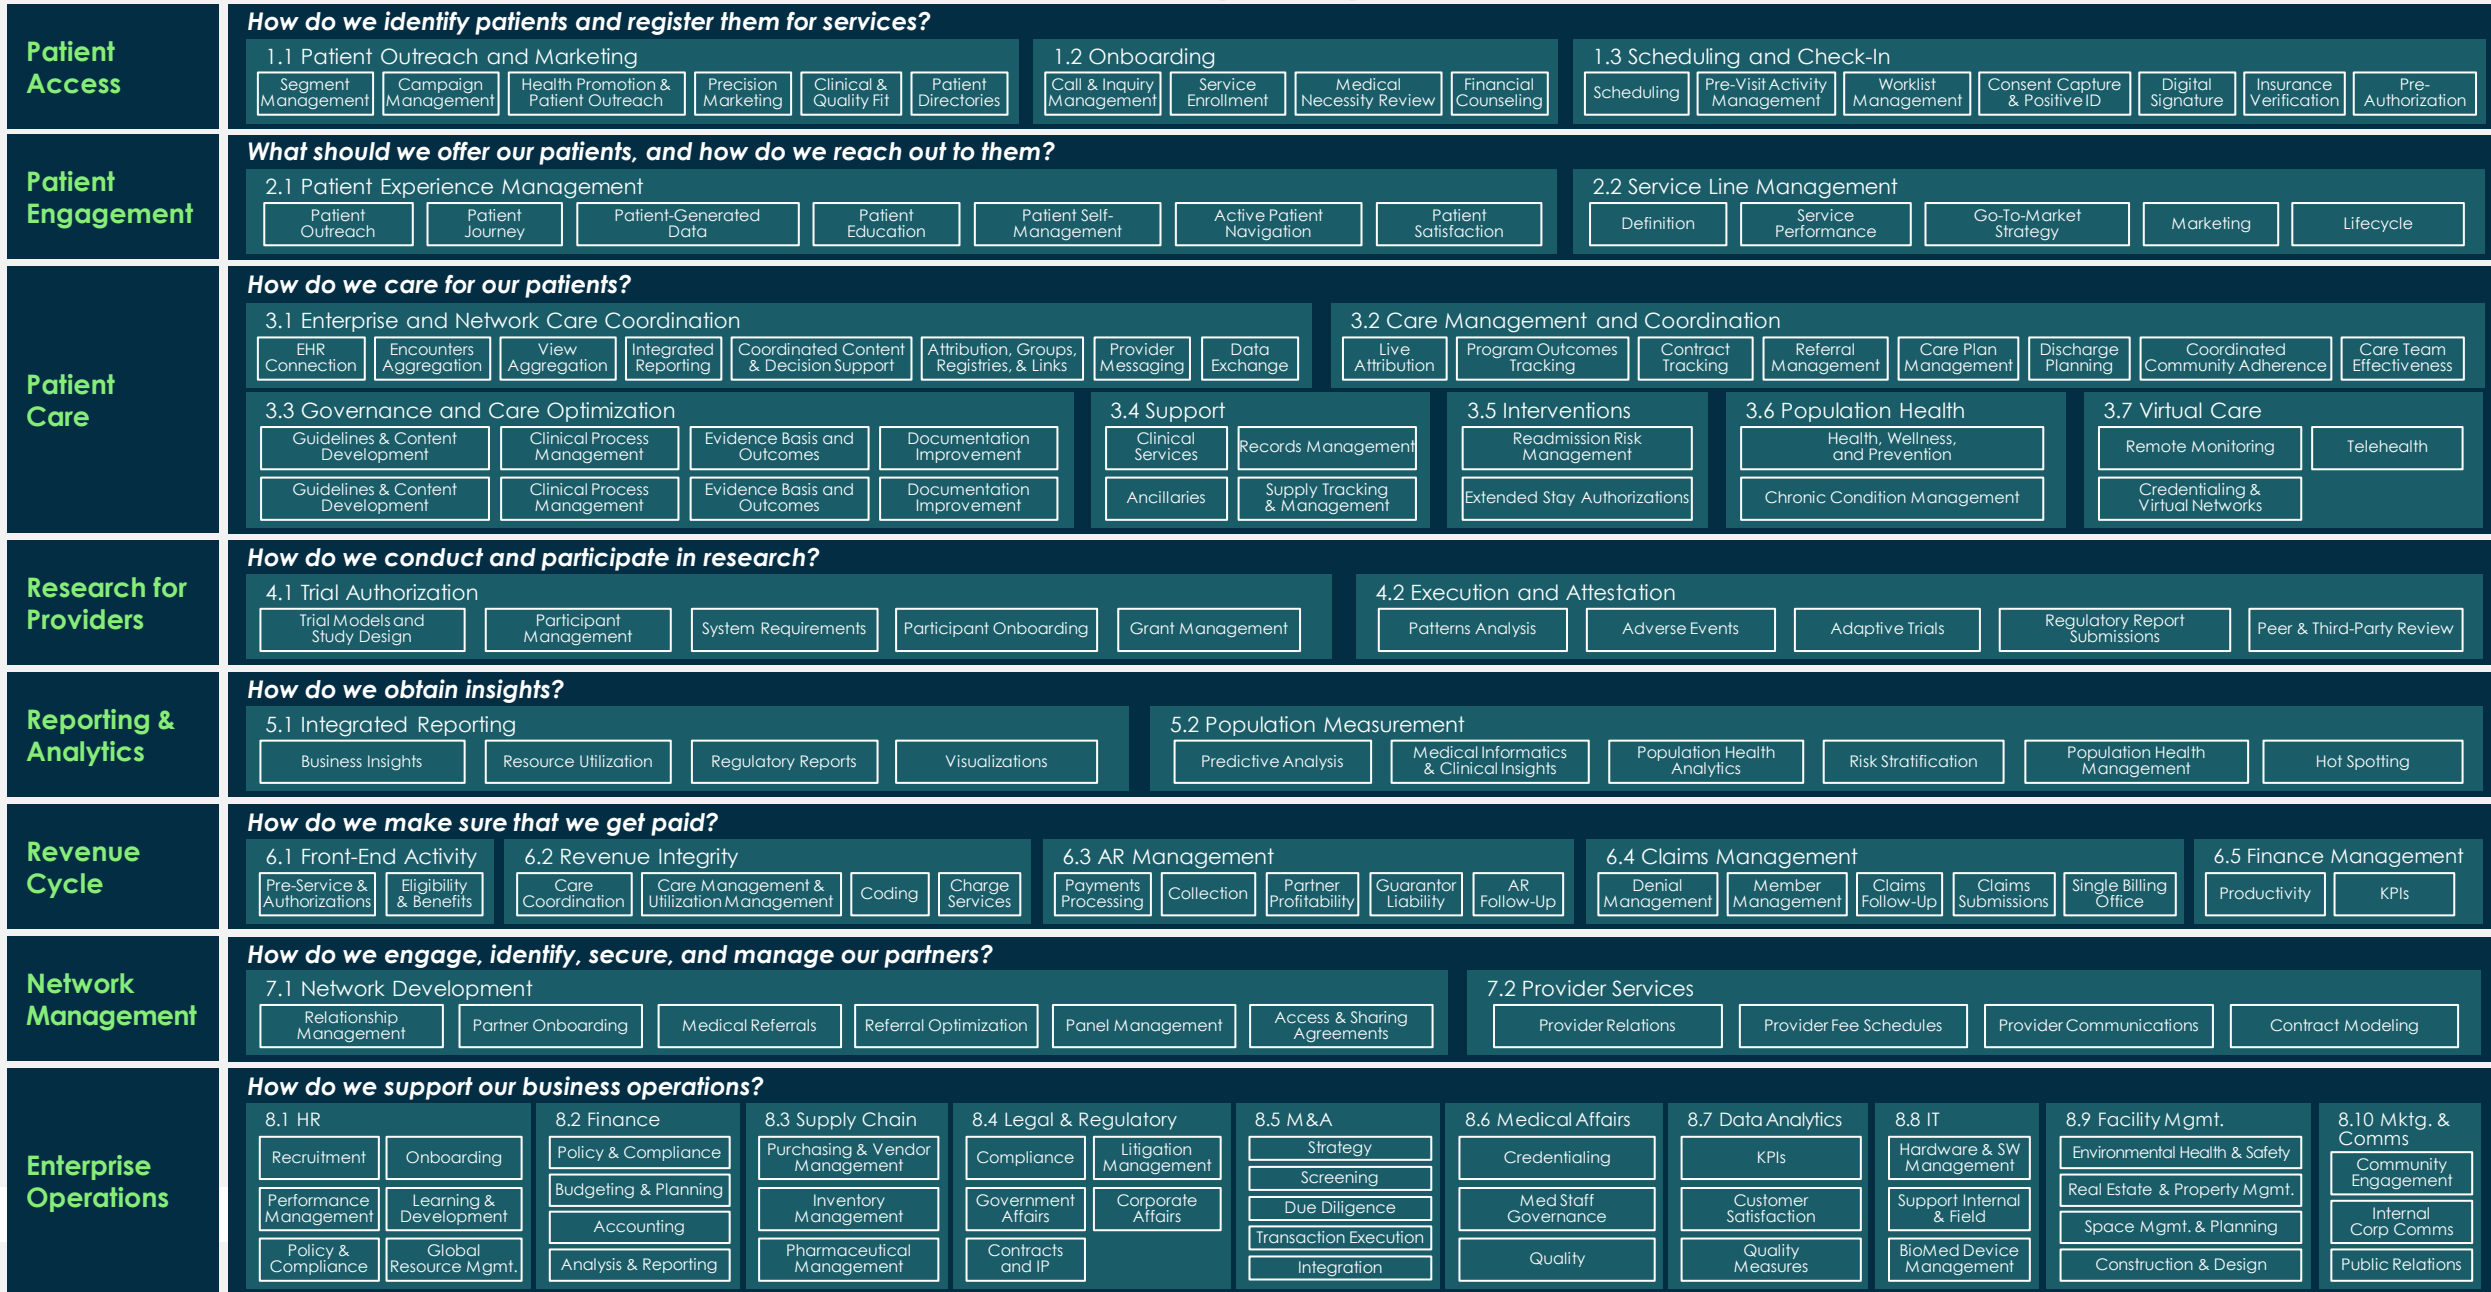 Patient
Access
How do we identify patients and register them for services?
1.1 Patient Outreach and Marketing
Segment
Management
Campaign
Management
Health Promotion &
Patient Outreach
Precision
Marketing
Clinical &
Quality Fit
Patient
Directories
1.2 Onboarding
Call & Inquiry
Management
Service
Enrollment
Medical
Necessity Review
Financial
Counseling
1.3 Scheduling and Check-In
Scheduling
Pre-Visit Activity
Management
Worklist
Management
Consent Capture
& Positive ID
Digital
Signature
Insurance
Verification
Pre-
Authorization
Patient
Engagement
What should we offer our patients, and how do we reach out to them?
2.1 Patient Experience Management
Patient
Outreach
Patient
Journey
Patient-Generated
Data
Patient
Education
Patient Self-
Management
Active Patient
Navigation
Patient
Satisfaction
2.2 Service Line Management
Definition
Service
Performance
Go-To-Market
Strategy
Marketing
Lifecycle
Patient
Care
How do we care for our patients?
3.1 Enterprise and Network Care Coordination
EHR
Connection
Encounters
Aggregation
View
Aggregation
Integrated
Reporting
Coordinated Content
& Decision Support
Attribution, Groups,
Registries, & Links
Provider
Messaging
Data
Exchange
3.2 Care Management and Coordination
Live
Attribution
Program Outcomes
Tracking
Contract
Tracking
Referral
Management
Care Plan
Management
Discharge
Planning
Coordinated
Community Adherence
Care Team
Effectiveness
3.3 Governance and Care Optimization
Guidelines & Content
Development
Clinical Process
Management
Evidence Basis and
Outcomes
Documentation
Improvement
Guidelines & Content
Development
Clinical Process
Management
Evidence Basis and
Outcomes
Documentation
Improvement
3.4 Support
Clinical
Services
Records Management
Ancillaries
Supply Tracking
& Management
3.5 Interventions
Readmission Risk
Management
Extended Stay Authorizations
3.6 Population Health
Health, Wellness,
and Prevention
Chronic Condition Management
3.7 Virtual Care
Remote Monitoring
Telehealth
Credentialing &
Virtual Networks
Research for
Providers
How do we conduct and participate in research?
4.1 Trial Authorization
Trial Models and
Study Design
Participant
Management
System Requirements
Participant Onboarding
Grant Management
4.2 Execution and Attestation
Patterns Analysis
Adverse Events
Adaptive Trials
Regulatory Report
Submissions
Peer & Third-Party Review
Reporting &
Analytics
How do we obtain insights?
5.1 Integrated Reporting
Business Insights
Resource Utilization
Regulatory Reports
Visualizations
5.2 Population Measurement
Predictive Analysis
Medical Informatics
& Clinical Insights
Population Health
Analytics
Risk Stratification
Population Health
Management
Hot Spotting
Revenue
Cycle
How do we make sure that we get paid?
6.1 Front-End Activity
Pre-Service &
Authorizations
Eligibility
& Benefits
6.2 Revenue Integrity
Care
Coordination
Care Management &
Utilization Management
Coding
Charge
Services
6.3 AR Management
Payments
Processing
Collection
Partner
Profitability
Guarantor
Liability
AR
Follow-Up
6.4 Claims Management
Denial
Management
Member
Management
Claims
Follow-Up
Claims
Submissions
Single Billing
Office
6.5 Finance Management
Productivity
KPIs
Network
Management
How do we engage, identify, secure, and manage our partners?
7.1 Network Development
Relationship
Management
Partner Onboarding
Medical Referrals
Referral Optimization
Panel Management
Access & Sharing
Agreements
7.2 Provider Services
Provider Relations
Provider Fee Schedules
Provider Communications
Contract Modeling
Enterprise
Operations
How do we support our business operations?
8.1 HR
Recruitment
Onboarding
Performance
Management
Learning &
Development
Policy &
Compliance
Global
Resource Mgmt.
8.2 Finance
Policy & Compliance
Budgeting & Planning
Accounting
Analysis & Reporting
8.3 Supply Chain
Purchasing & Vendor
Management
Inventory
Management
Pharmaceutical
Management
8.4 Legal & Regulatory
Compliance
Litigation
Management
Government
Affairs
Corporate
Affairs
Contracts
and IP
8.5 M&A
Strategy
Screening
Due Diligence
Transaction Execution
Integration
8.6 Medical Affairs
Credentialing
Med Staff
Governance
Quality
8.7 Data Analytics
KPIs
Customer
Satisfaction
Quality
Measures
8.8 IT
Hardware & SW
Management
Support Internal
& Field
BioMed Device
Management
8.9 Facility Mgmt.
Environmental Health & Safety
Real Estate & Property Mgmt.
Space Mgmt. & Planning
Construction & Design
8.10 Mktg. &
Comms
Community
Engagement
Internal
Corp Comms
Public Relations